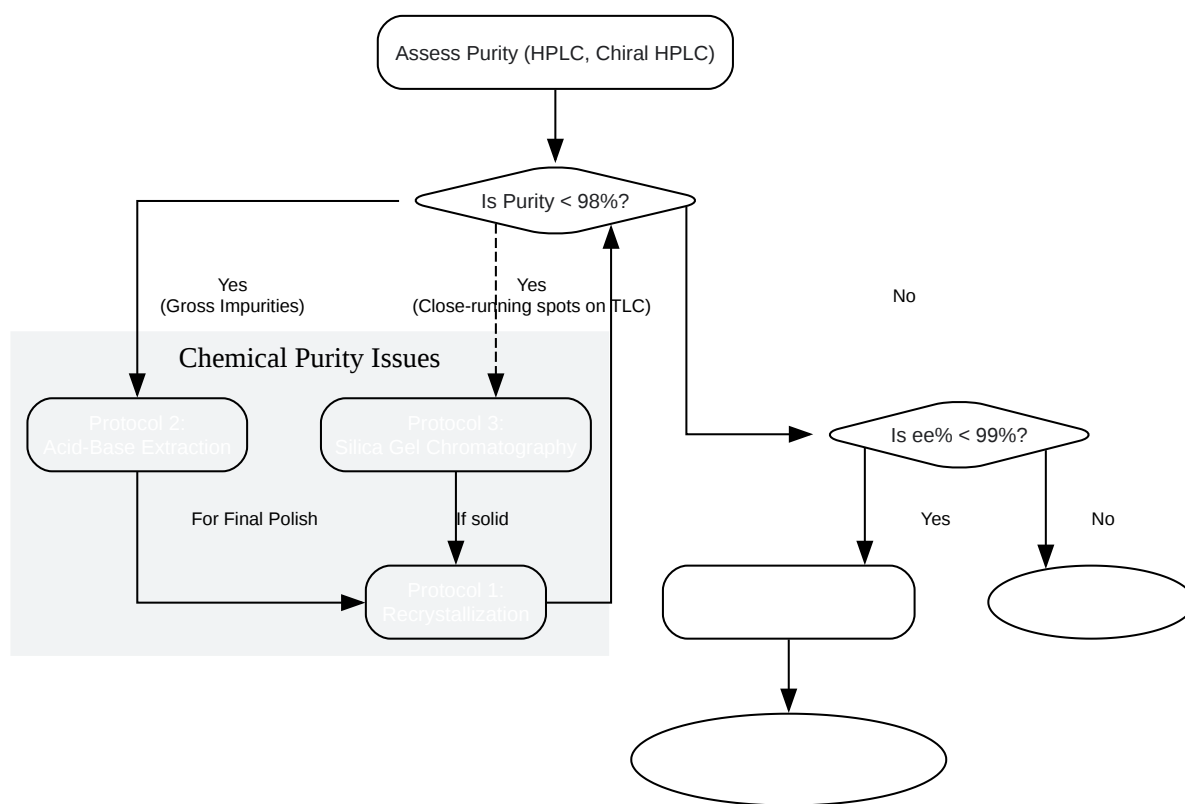 Assess Purity (HPLC, Chiral HPLC)
Is Purity < 98%?
Yes
(Gross Impurities)
Yes
(Close-running spots on TLC)
No
Chemical Purity Issues
Protocol 2:
Acid-Base Extraction
Protocol 3:
Silica Gel Chromatography
Is ee% < 99%?
For Final Polish
If solid
Yes
No
Protocol 1:
Recrystallization